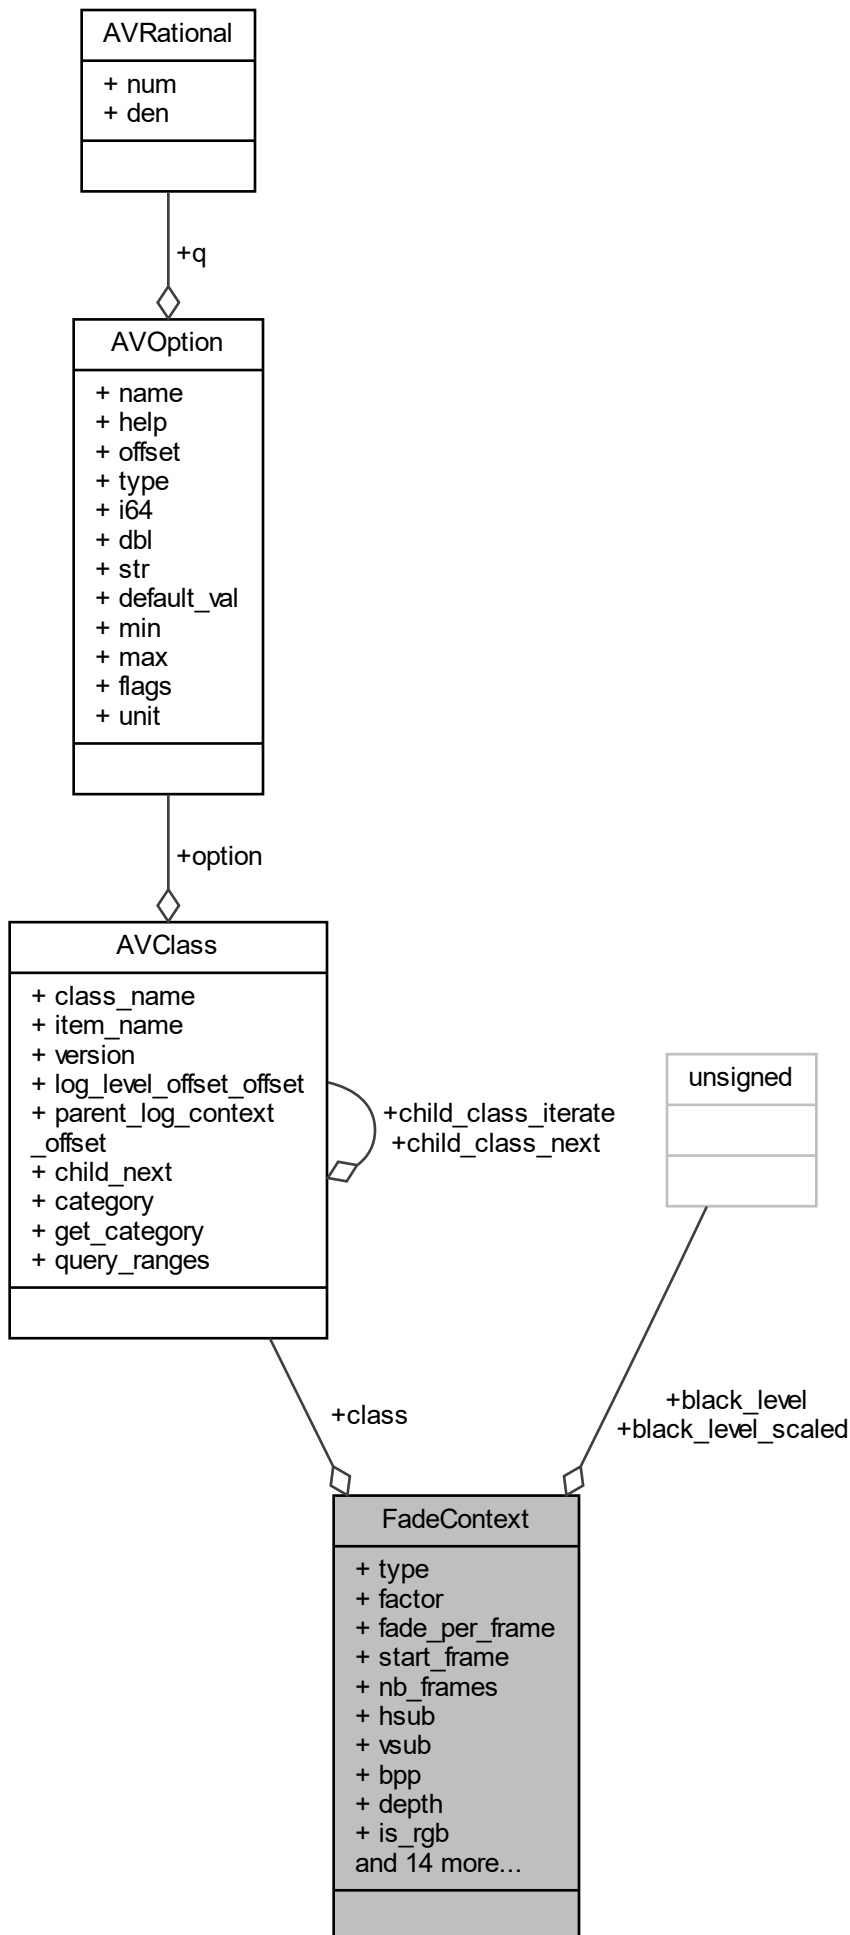 AVRational
+ num
+ den
+q
AVOption
+ name
+ help
+ offset
+ type
+ i64
+ dbl
+ str
+ default_val
+ min
+ max
+ flags
+ unit
+option
AVClass
+ class_name
+ item_name
+ version
+ log_level_offset_offset
+ parent_log_context
_offset
+ child_next
+ category
+ get_category
+ query_ranges
+child_class_iterate
+child_class_next
unsigned
+class
+black_level
+black_level_scaled
FadeContext
+ type
+ factor
+ fade_per_frame
+ start_frame
+ nb_frames
+ hsub
+ vsub
+ bpp
+ depth
+ is_rgb
and 14 more...